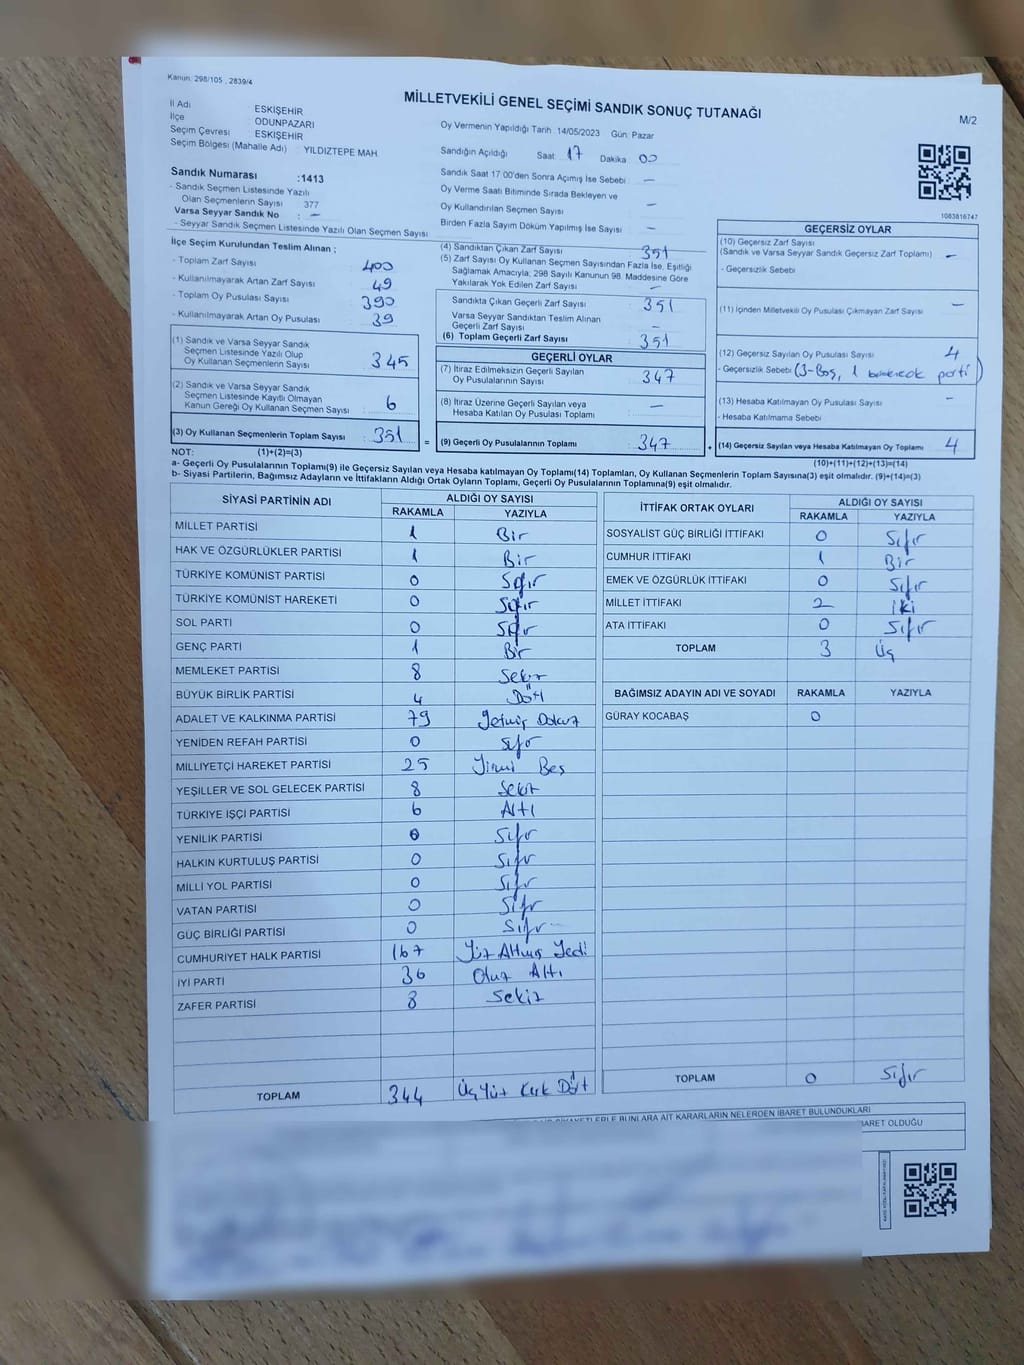 Kanun: 298/105 , 2839/4
MİLLETVEKİLİ GENEL SEÇİMİ SANDIK SONUÇ TUTANAĞI
M/2
İl Adı ESKİŞEHİR
İlçe ODUNPAZARI
Seçim Çevresi ESKİŞEHİR
Seçim Bölgesi (Mahalle Adı) YILDIZTEPE MAH.
Oy Vermenin Yapıldığı Tarih 14/05/2023 Gün: Pazar
Sandığın Açıldığı Saat 17 Dakika 00
Sandık Numarası :1413
- Sandık Seçmen Listesinde Yazılı
Olan Seçmenlerin Sayısı 377
Varsa Seyyar Sandık No : -
- Seyyar Sandık Seçmen Listesinde Yazılı Olan Seçmen Sayısı
Sandık Saat 17 00'den Sonra Açımış İse Sebebi -
Oy Verme Saati Bitiminde Sırada Bekleyen ve
Oy Kullandırılan Seçmen Sayısı -
Birden Fazla Sayım Döküm Yapılmış İse Sayısı -
1083816747
İlçe Seçim Kurulundan Teslim Alınan ;
- Toplam Zarf Sayısı 400
- Kullanılmayarak Artan Zarf Sayısı 49
- Toplam Oy Pusulası Sayısı 390
- Kullanılmayarak Artan Oy Pusulası 39
(1) Sandık ve Varsa Seyyar Sandık
Seçmen Listesinde Yazılı Olup
Oy Kullanan Seçmenlerin Sayısı 345
(2) Sandık ve Varsa Seyyar Sandık
Seçmen Listesinde Kayıtlı Olmayan
Kanun Gereği Oy Kullanan Seçmen Sayısı 6
(3) Oy Kullanan Seçmenlerin Toplam Sayısı : 351 =
(4) Sandıktan Çıkan Zarf Sayısı 351
(5) Zarf Sayısı Oy Kullanan Seçmen Sayısından Fazla İse, Eşitliği
Sağlamak Amacıyla, 298 Sayılı Kanunun 98. Maddesine Göre
Yakılarak Yok Edilen Zarf Sayısı -
Sandıkta Çıkan Geçerli Zarf Sayısı 351
Varsa Seyyar Sandıktan Teslim Alınan
Geçerli Zarf Sayısı -
(6) Toplam Geçerli Zarf Sayısı 351
GEÇERLİ OYLAR
(7) İtiraz Edilmeksizin Geçerli Sayılan
Oy Pusulalarının Sayısı 347
(8) İtiraz Üzerine Geçerli Sayılan veya
Hesaba Katılan Oy Pusulası Toplamı -
(9) Geçerli Oy Pusulalarının Toplamı : 347 +
GEÇERSİZ OYLAR
(10) Geçersiz Zarf Sayısı
(Sandık ve Varsa Seyyar Sandık Geçersiz Zarf Toplamı) -
- Geçersizlik Sebebi
(11) İçinden Milletvekili Oy Pusulası Çıkmayan Zarf Sayısı -
(12) Geçersiz Sayılan Oy Pusulası Sayısı 4
- Geçersizlik Sebebi (3-Boş, 1 parti)
(13) Hesaba Katılmayan Oy Pusulası Sayısı -
- Hesaba Katılmama Sebebi
(14) Geçersiz Sayılan veya Hesaba Katılmayan Oy Toplamı 4
NOT: (1)+(2)=(3) (10)+(11)+(12)+(13)=(14)
a- Geçerli Oy Pusulalarının Toplamı(9) ile Geçersiz Sayılan veya Hesaba katılmayan Oy Toplamı(14) Toplamları, Oy Kullanan Seçmenlerin Toplam Sayısına(3) eşit olmalıdır. (9)+(14)=(3)
b- Siyasi Partilerin, Bağımsız Adayların ve İttifakların Aldığı Ortak Oyların Toplamı, Geçerli Oy Pusulalarının Toplamına(9) eşit olmalıdır.
SİYASİ PARTİNİN ADI ALDIĞI OY SAYISI
RAKAMLA YAZIYLA
MİLLET PARTİSİ 1 Bir
HAK VE ÖZGÜRLÜKLER PARTİSİ 1 Bir
TÜRKİYE KOMÜNİST PARTİSİ 0 Sıfır
TÜRKİYE KOMÜNİST HAREKETİ 0 Sıfır
SOL PARTİ 0 Sıfır
GENÇ PARTİ 1 Bir
MEMLEKET PARTİSİ 8 Sekiz
BÜYÜK BİRLİK PARTİSİ 4 Dört
ADALET VE KALKINMA PARTİSİ 79 Yetmiş Dokuz
YENİDEN REFAH PARTİSİ 0 Sıfır
MİLLİYETÇİ HAREKET PARTİSİ 25 Yirmi Beş
YEŞİLLER VE SOL GELECEK PARTİSİ 8 Sekiz
TÜRKİYE İŞÇİ PARTİSİ 6 Altı
YENİLİK PARTİSİ 0 Sıfır
HALKIN KURTULUŞ PARTİSİ 0 Sıfır
MİLLİ YOL PARTİSİ 0 Sıfır
VATAN PARTİSİ 0 Sıfır
GÜÇ BİRLİĞİ PARTİSİ 0 Sıfır
CUMHURİYET HALK PARTİSİ 167 Yüz Altmış Yedi
İYİ PARTİ 36 Otuz Altı
ZAFER PARTİSİ 8 Sekiz
TOPLAM 344 Üç Yüz Kırk Dört
İTTİFAK ORTAK OYLARI ALDIĞI OY SAYISI
RAKAMLA YAZIYLA
SOSYALİST GÜÇ BİRLİĞİ İTTİFAKI 0 Sıfır
CUMHUR İTTİFAKI 1 Bir
EMEK VE ÖZGÜRLÜK İTTİFAKI 0 Sıfır
MİLLET İTTİFAKI 2 İki
ATA İTTİFAKI 0 Sıfır
TOPLAM 3 Üç
BAĞIMSIZ ADAYIN ADI VE SOYADI RAKAMLA YAZIYLA
GÜRAY KOCABAŞ 0
TOPLAM 0 Sıfır
BUNLARA AİT KARARLARIN NELERDEN İBARET BULUNDUKLARI
İBARET OLDUĞU